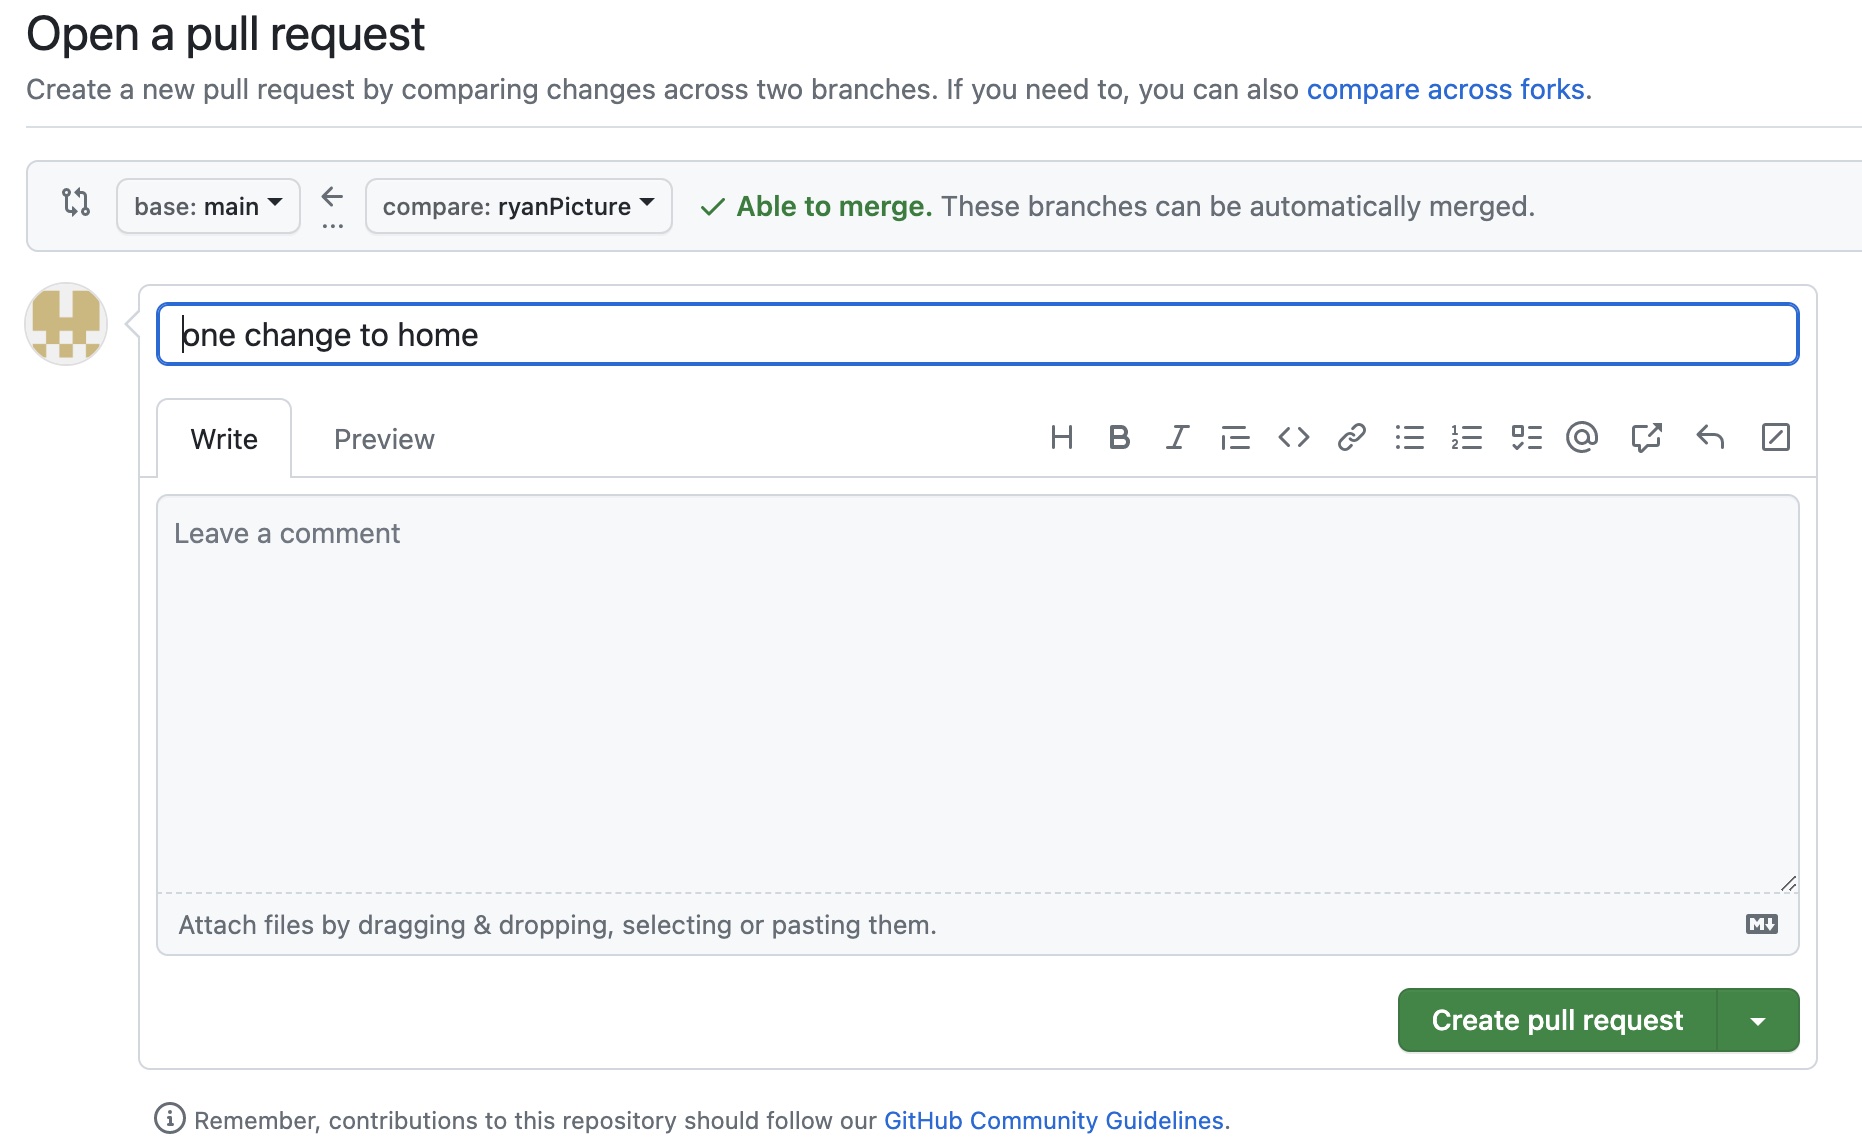 Open a pull request
Create a new pull request by comparing changes across two branches. If you need to, you can also compare across forks.
base: main compare: ryanPicture Able to merge. These branches can be automatically merged.
one change to home
Write Preview
Leave a comment
Attach files by dragging & dropping, selecting or pasting them.
Create pull request
Remember, contributions to this repository should follow our GitHub Community Guidelines.